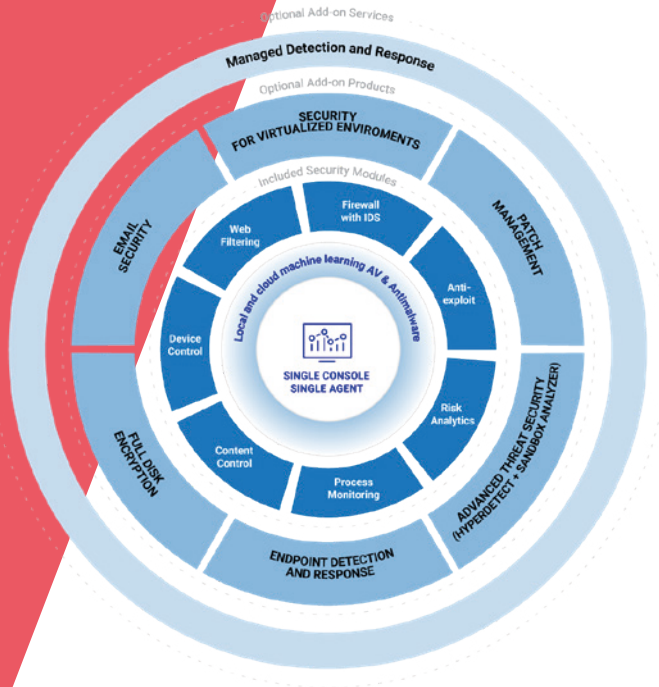 Optional Add-on Services
Managed Detection and Response
Optional Add-on Products
SECURITY
FOR VIRTUALIZED ENVIROMENTS
EMAIL
SECURITY
PATCH
MANAGEMENT
Included Security Modules
Web
Filtering
Firewall
with IDS
Local and cloud machine learning AV & Antimalware
Anti-
exploit
Device
Control
SINGLE CONSOLE
SINGLE AGENT
Risk
Analytics
Content
Control
Process
Monitoring
FULL DISK
ENCRYPTION
ADVANCED THREAT SECURITY
(HYPERDETECT + SANDBOX ANALYZER)
ENDPOINT DETECTION
AND RESPONSE